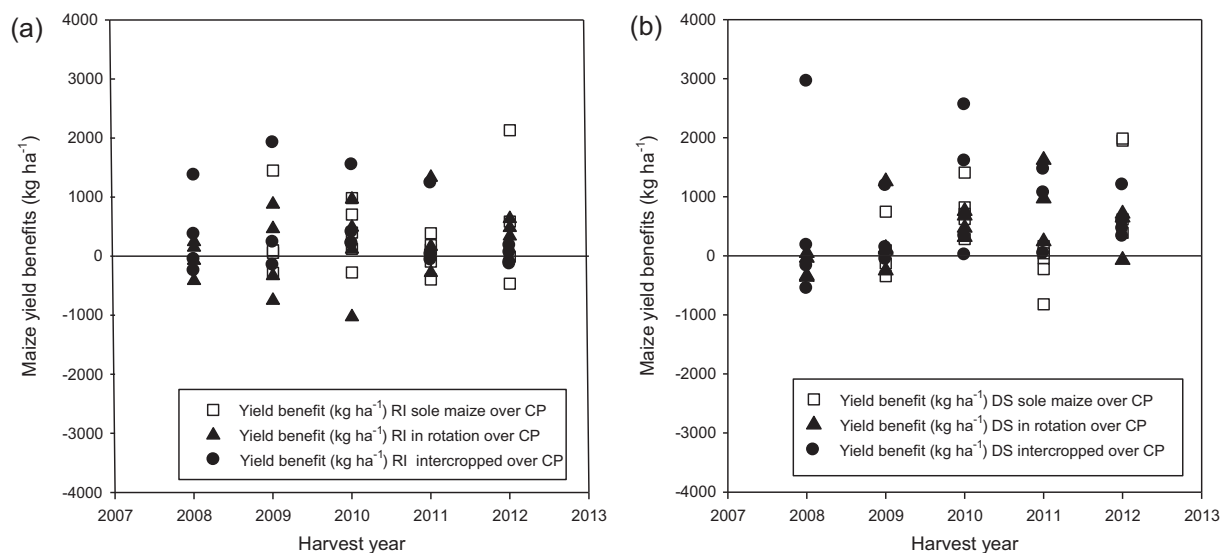 (a)
4000
3000
2000
1000
0
-1000
-2000
-3000
-4000
Maize yield benefits (kg ha⁻¹)
Yield benefit (kg ha⁻¹) RI sole maize over CP
Yield benefit (kg ha⁻¹) RI in rotation over CP
Yield benefit (kg ha⁻¹) RI intercropped over CP
2007 2008 2009 2010 2011 2012 2013
Harvest year
(b)
4000
3000
2000
1000
0
-1000
-2000
-3000
-4000
Maize yield benefits (kg ha⁻¹)
Yield benefit (kg ha⁻¹) DS sole maize over CP
Yield benefit (kg ha⁻¹) DS in rotation over CP
Yield benefit (kg ha⁻¹) DS intercropped over CP
2007 2008 2009 2010 2011 2012 2013
Harvest year